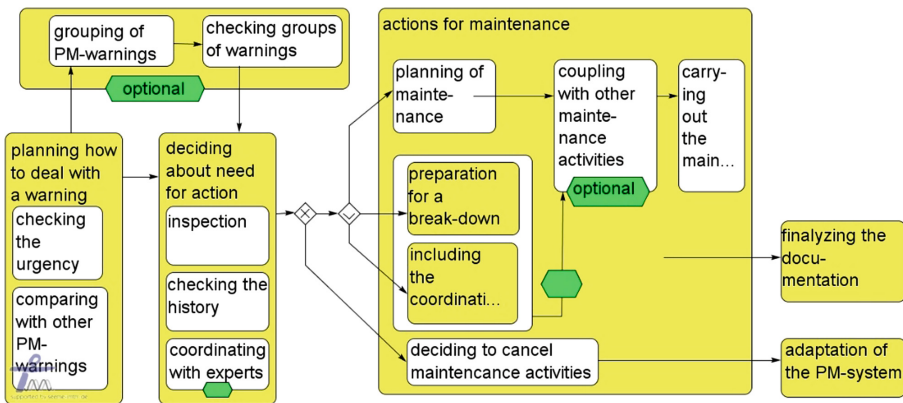 grouping of
PM-warnings
checking groups
of warnings
optional
planning how
to deal with
a warning
checking
the
urgency
comparing
with other
PM-
warnings
deciding
about need
for action
inspection
checking the
history
coordinating
with experts
actions for maintenance
planning of
mainte-
nance
coupling
with other
mainte-
nance
activities
optional
carry-
ing
out
the
main...
preparation
for a
break-down
including
the
coordinati...
deciding to cancel
maintencance activities
finalyzing the
docu-
mentation
adaptation of
the PM-system